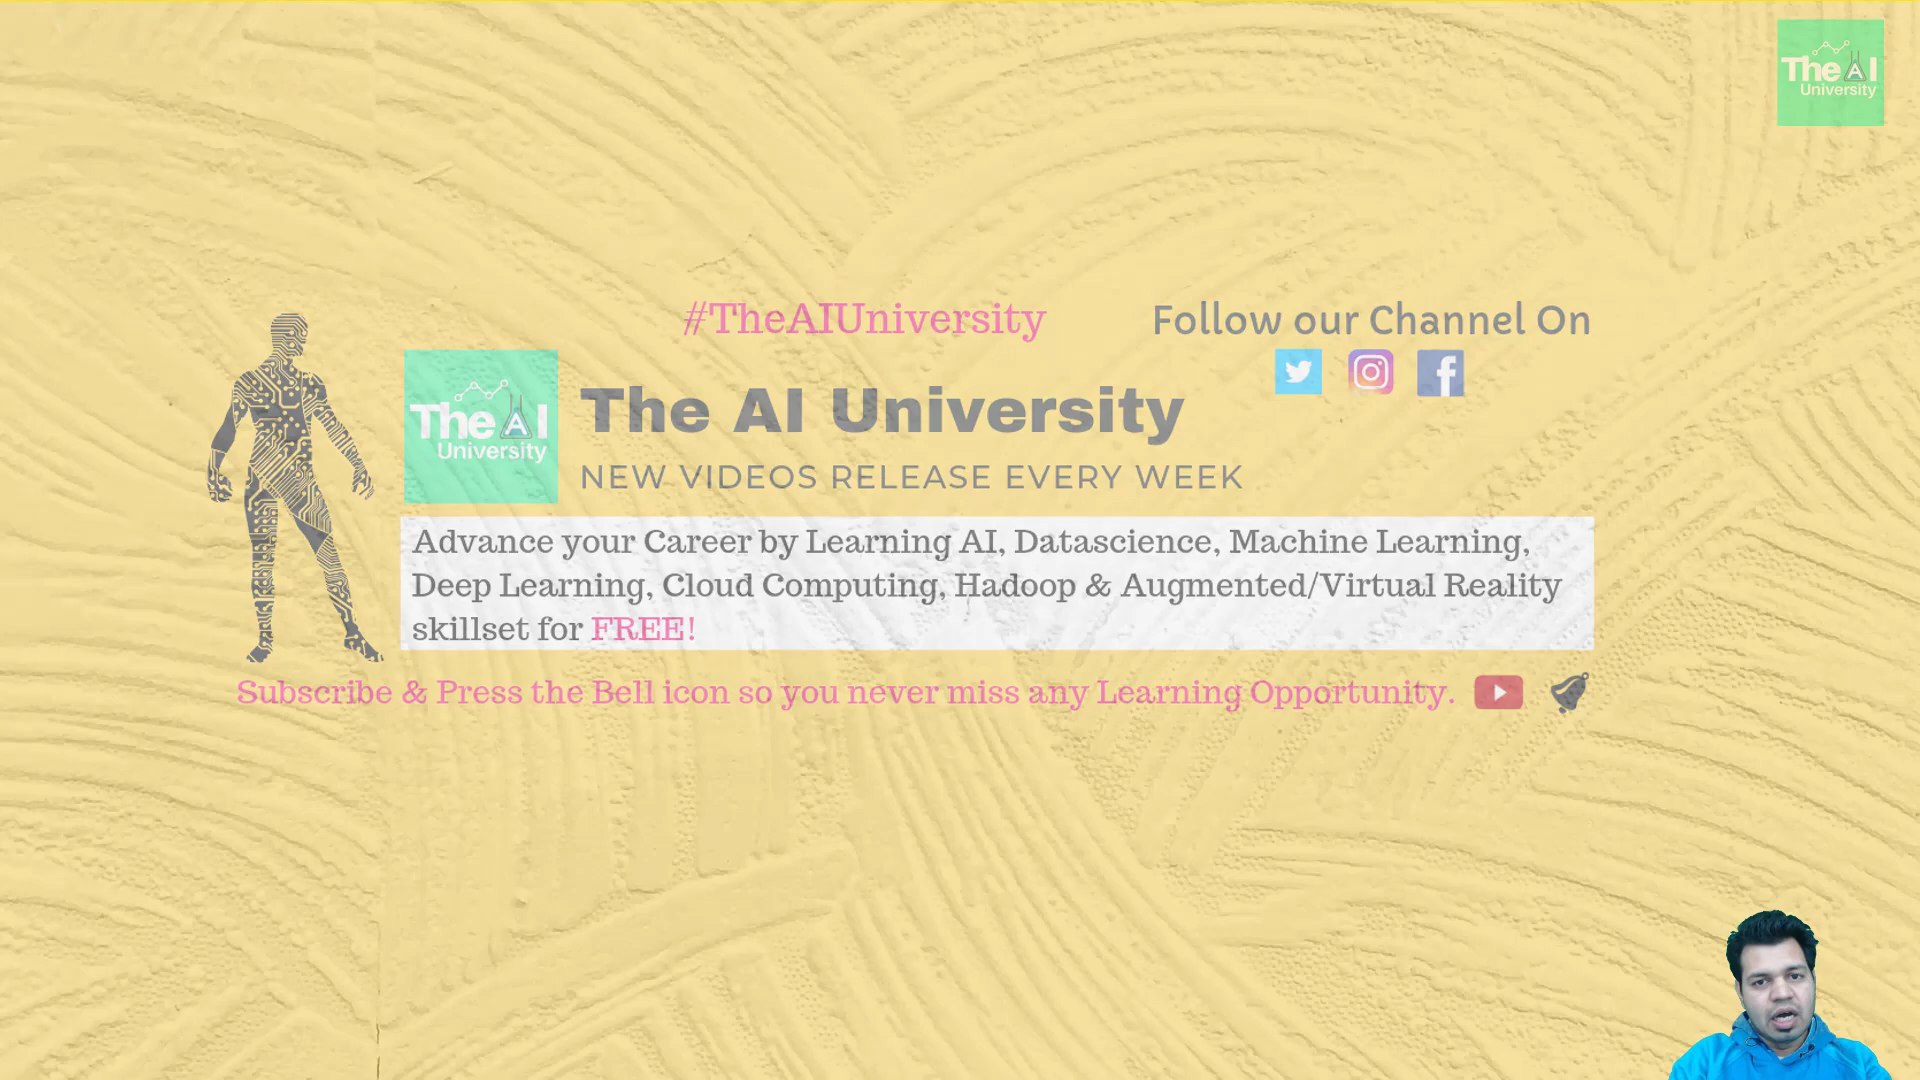 The AI
University
#TheAIUniversity
Follow our Channel On
The AI
University
The AI University
NEW VIDEOS RELEASE EVERY WEEK
Advance your Career by Learning AI, Datascience, Machine Learning,
Deep Learning, Cloud Computing, Hadoop & Augmented/Virtual Reality
skillset for FREE!
Subscribe & Press the Bell icon so you never miss any Learning Opportunity.